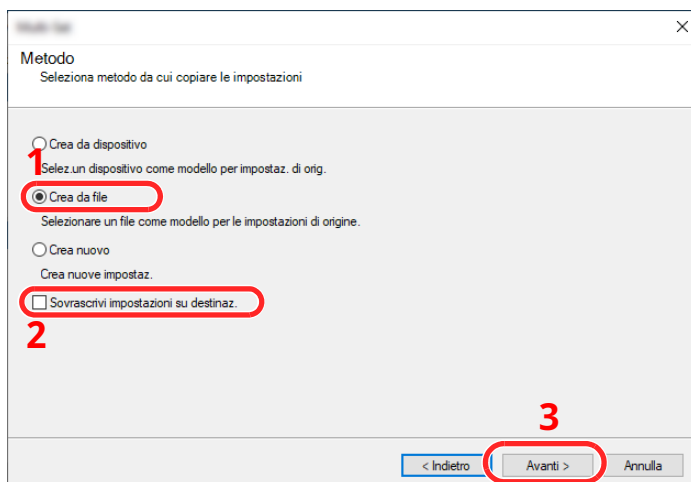 Metodo
Seleziona metodo da cui copiare le impostazioni
Crea da dispositivo
1
Selez.un dispositivo come modello per impostaz. di orig.
Crea da file
Selezionare un file come modello per le impostazioni di origine.
Crea nuovo
Crea nuove impostaz.
Sovrascrivi impostazioni su destinaz.
2
3
< Indietro
Avanti >
Annulla